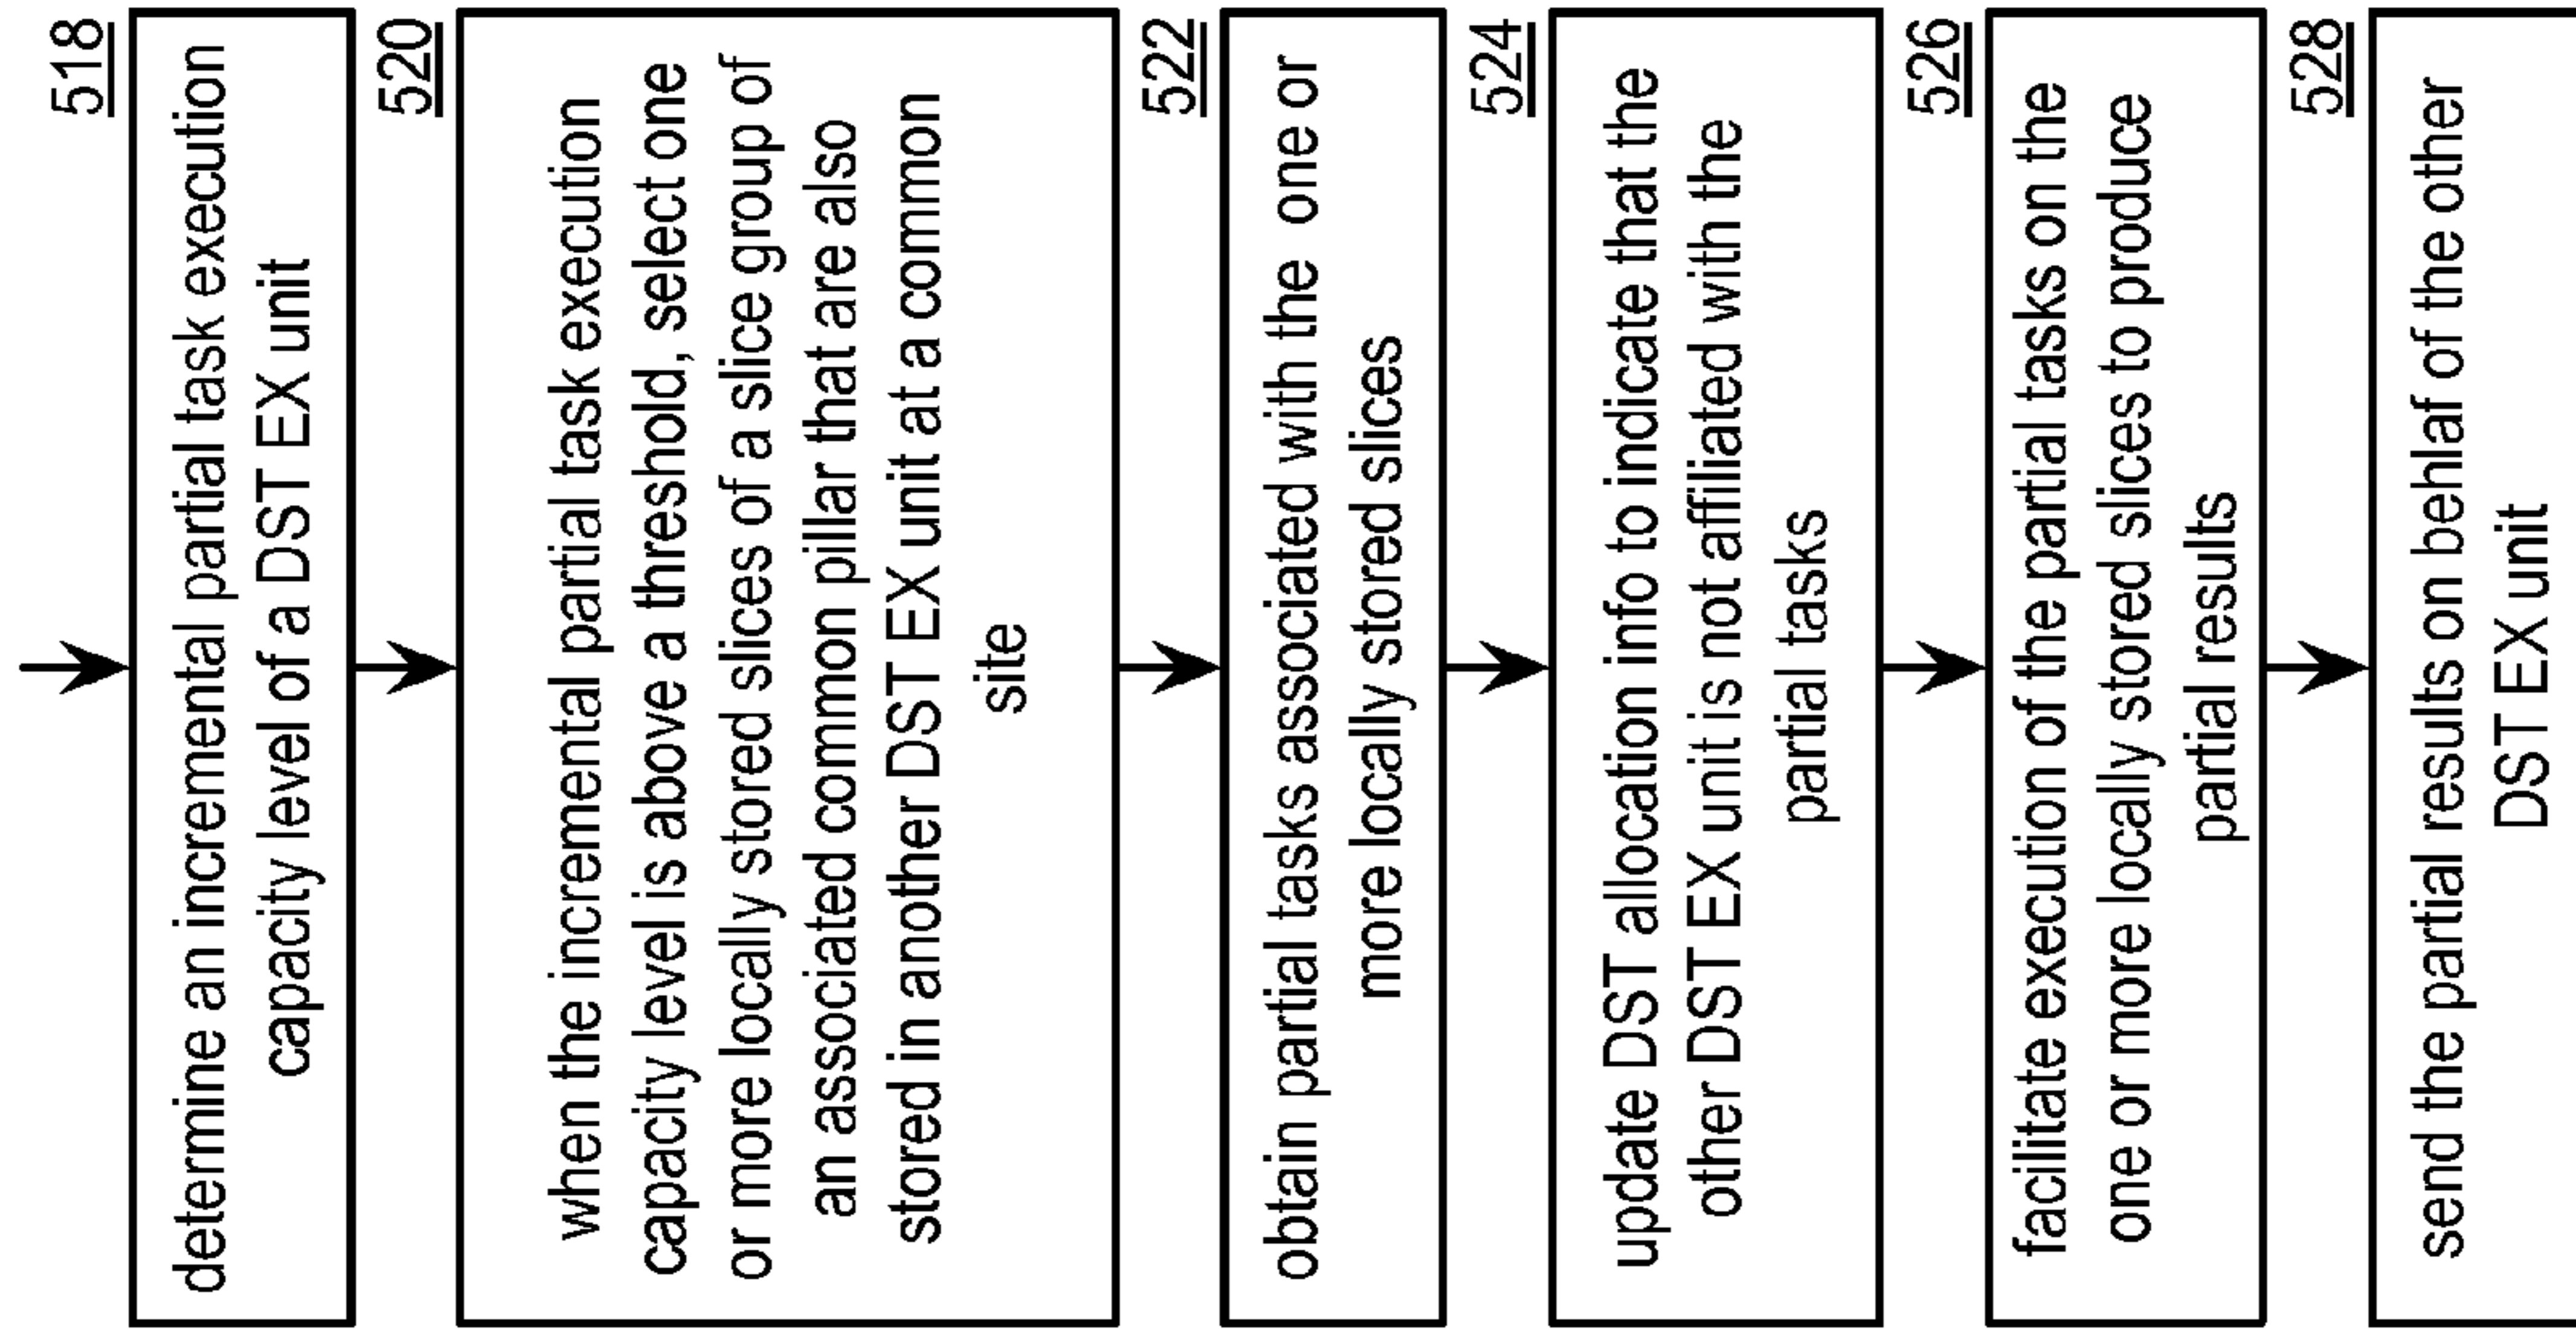 518
determine an incremental partial task execution
capacity level of a DST EX unit
520
when the incremental partial task execution
capacity level is above a threshold, select one
or more locally stored slices of a slice group of
an associated common pillar that are also
stored in another DST EX unit at a common
site
522
obtain partial tasks associated with the one or
more locally stored slices
524
update DST allocation info to indicate that the
other DST EX unit is not affiliated with the
partial tasks
526
facilitate execution of the partial tasks on the
one or more locally stored slices to produce
partial results
528
send the partial results on behlaf of the other
DST EX unit